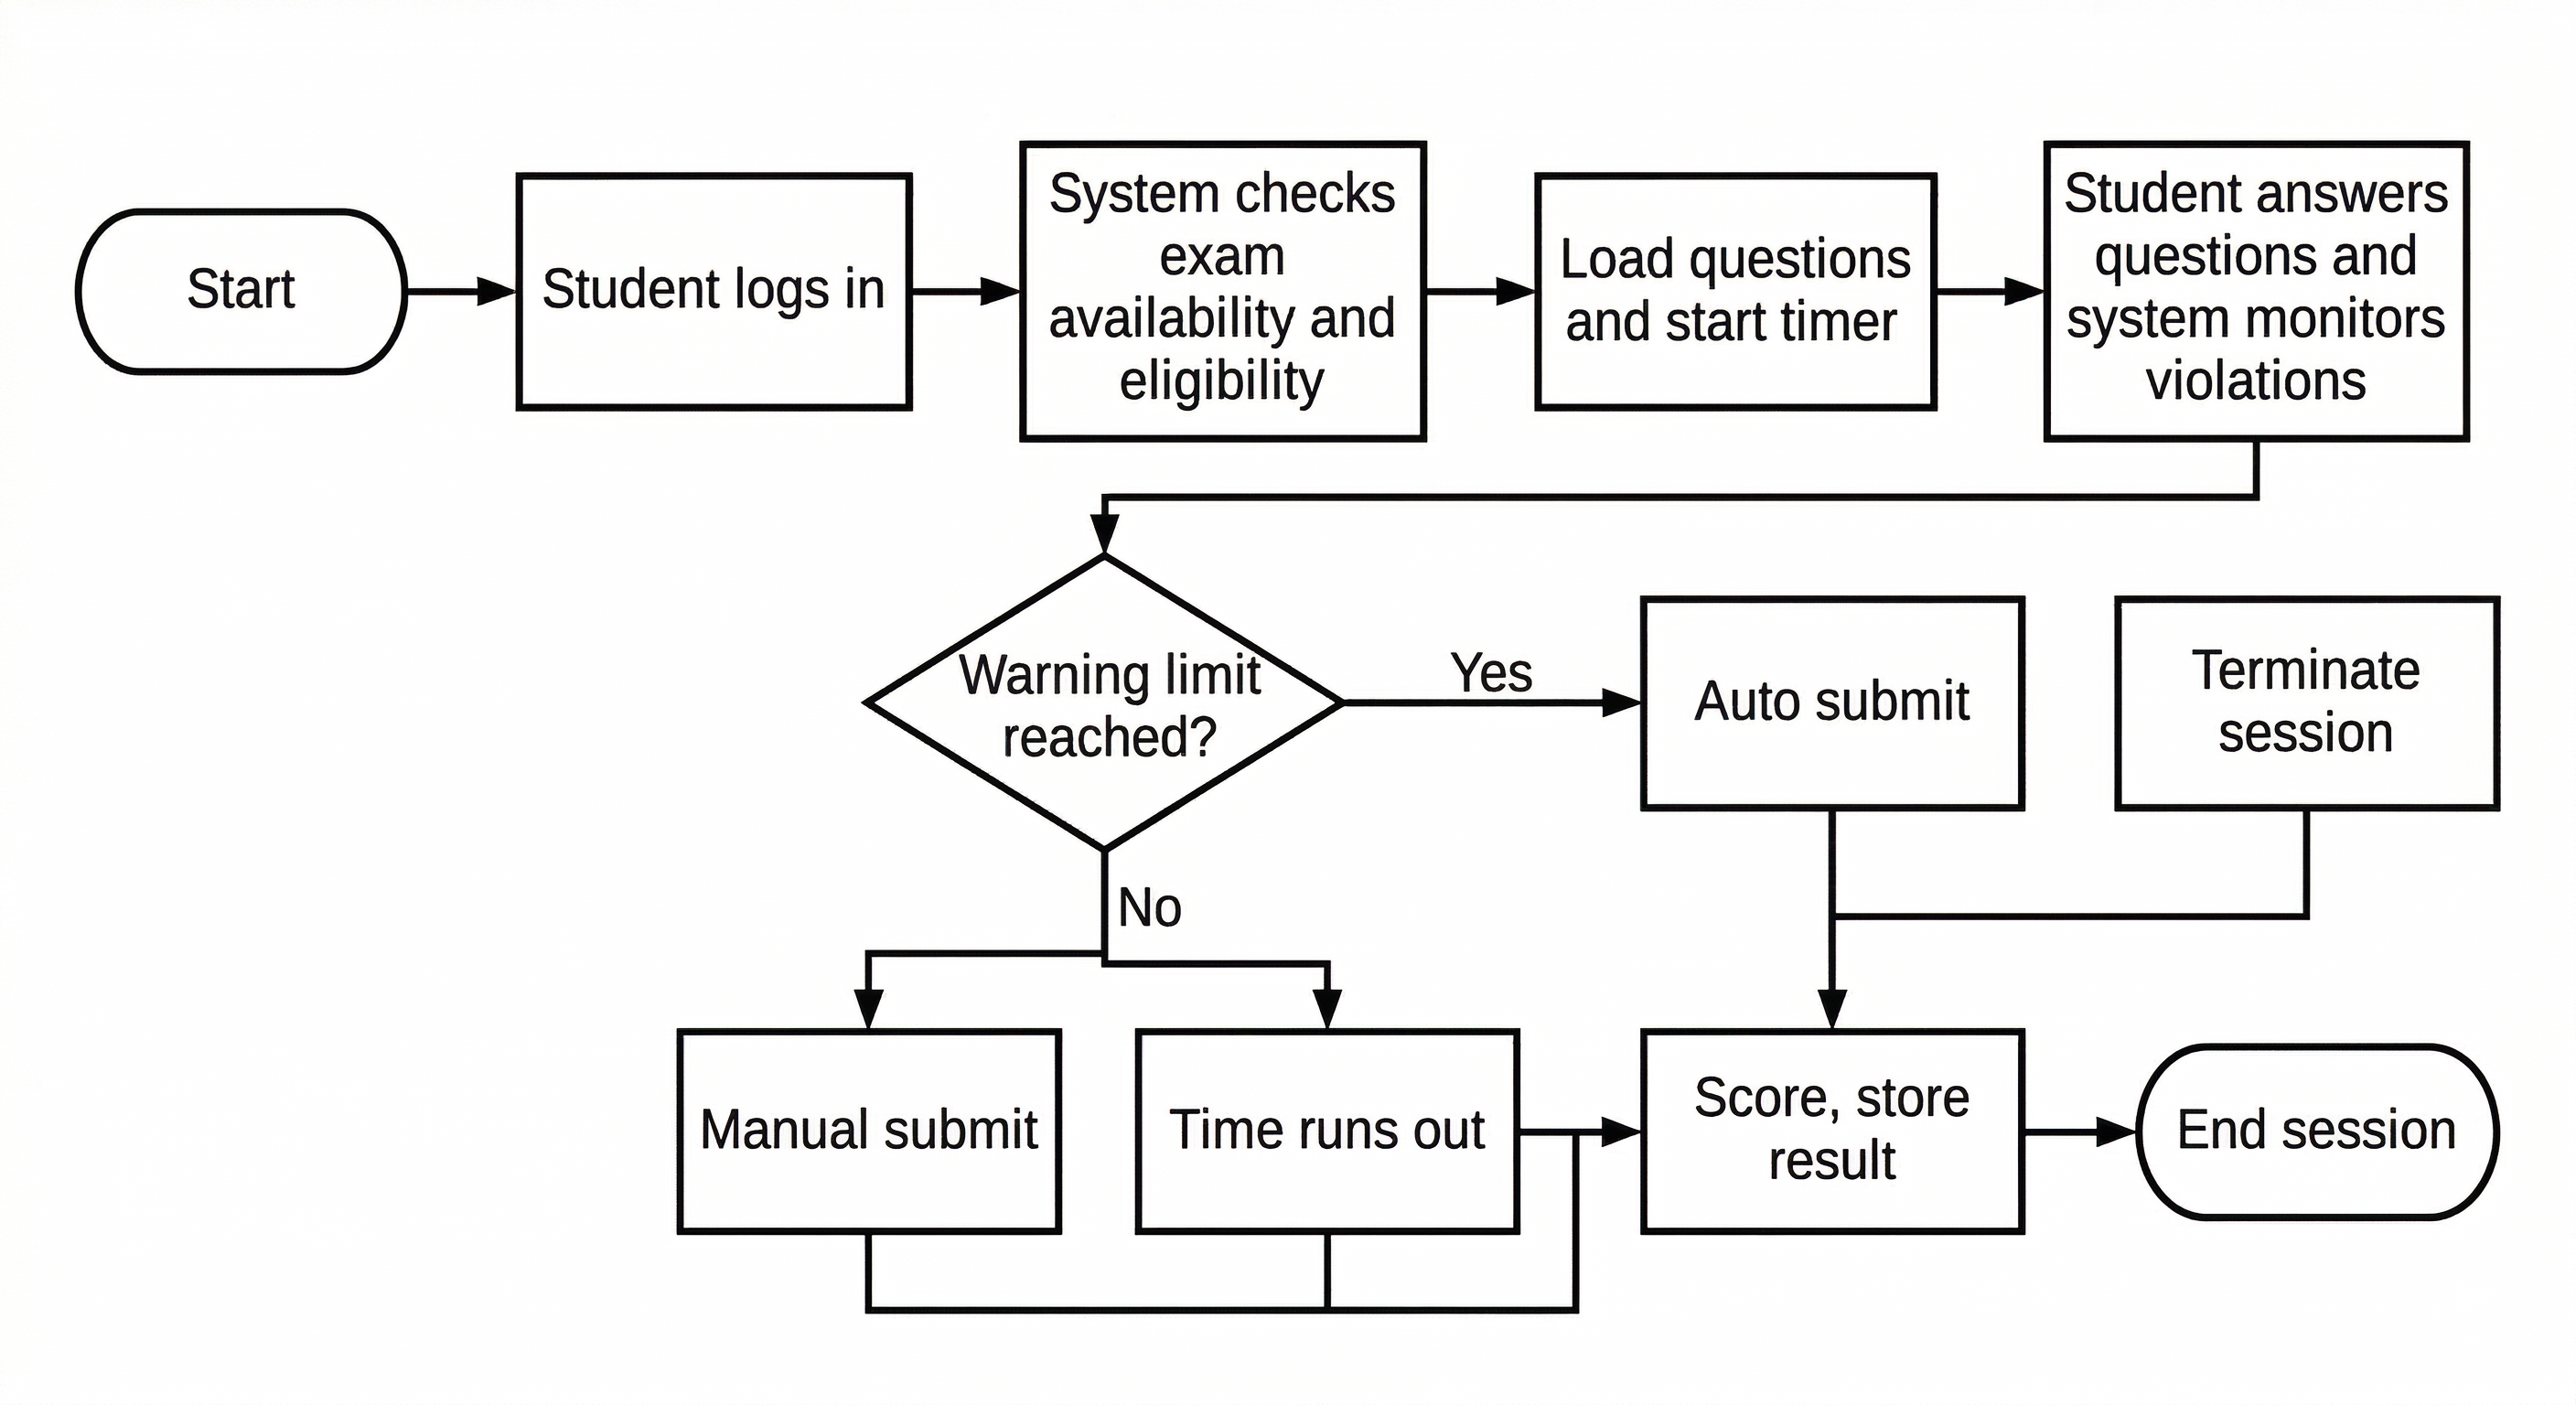 Start
Student logs in
System checks
exam
availability and
eligibility
Load questions
and start timer
Student answers
questions and
system monitors
violations
Warning limit
reached?
Yes
Auto submit
Terminate
session
No
Manual submit
Time runs out
Score, store
result
End session